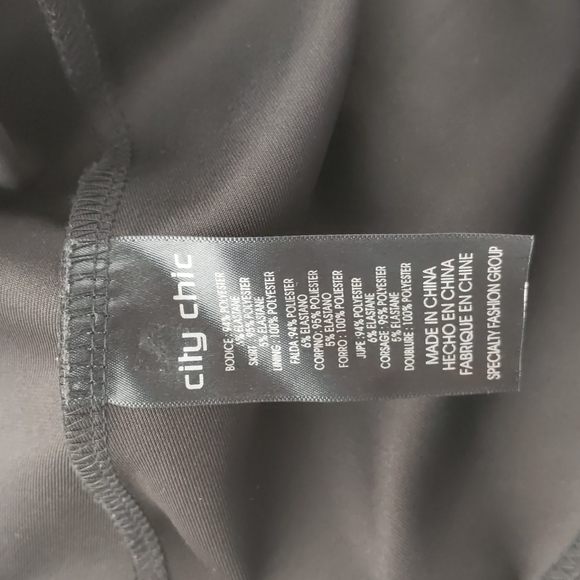 city chic
BODICE: 94% POLYESTER
6% ELASTANE
SKIRT: 95% POLYESTER
5% ELASTANE
LINING: 100% POLYESTER
FALDA: 94% POLIESTER
6% ELASTANO
CORPINO: 95% POLIESTER
5% ELASTANO
FORRO: 100% POLIESTER
JUPE: 94% POLYESTER
6% ELASTANE
CORSAGE: 95% POLYESTER
5% ELASTANE
DOUBLURE: 100% POLYESTER
MADE IN CHINA
HECHO EN CHINA
FABRIQUE EN CHINE
SPECIALTY FASHION GROUP